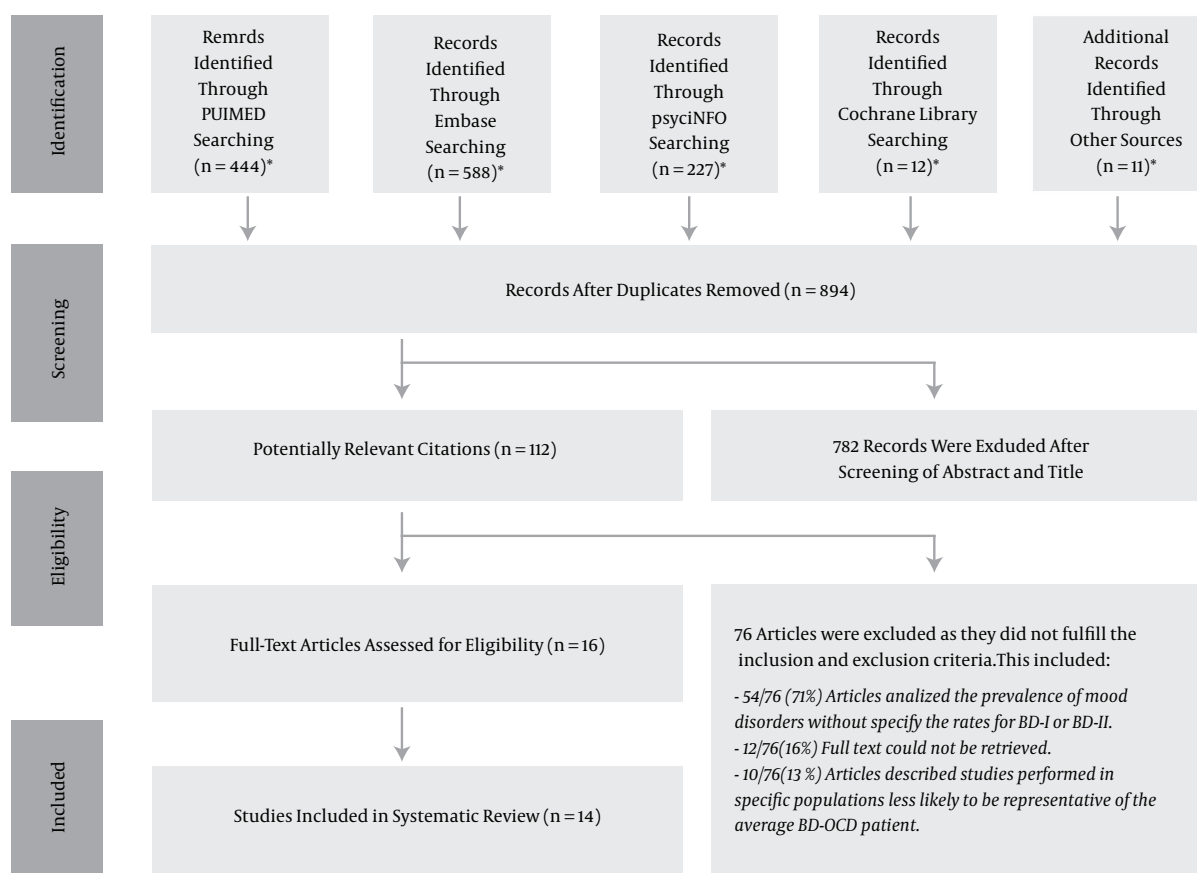 Identification
Remrds
Identified
Through
PUIMED
Searching
(n = 444)*
Records
Identified
Through
Embase
Searching
(n = 588)*
Records
Identified
Through
psyciNFO
Searching
(n = 227)*
Records
Identified
Through
Cochrane Library
Searching
(n = 12)*
Additional
Records
Identified
Through
Other Sources
(n = 11)*
Screening
Records After Duplicates Removed (n = 894)
Potentially Relevant Citations (n = 112)
782 Records Were Exduded After
Screening of Abstract and Title
Eligibility
Full-Text Articles Assessed for Eligibility (n = 16)
76 Articles were excluded as they did not fulfill the
inclusion and exclusion criteria.This included:
- 54/76 (71%) Articles analized the prevalence of mood
disorders without specify the rates for BD-I or BD-II.
- 12/76(16%) Full text could not be retrieved.
- 10/76(13 %) Articles described studies performed in
specific populations less likely to be representative of the
average BD-OCD patient.
Included
Studies Included in Systematic Review (n = 14)